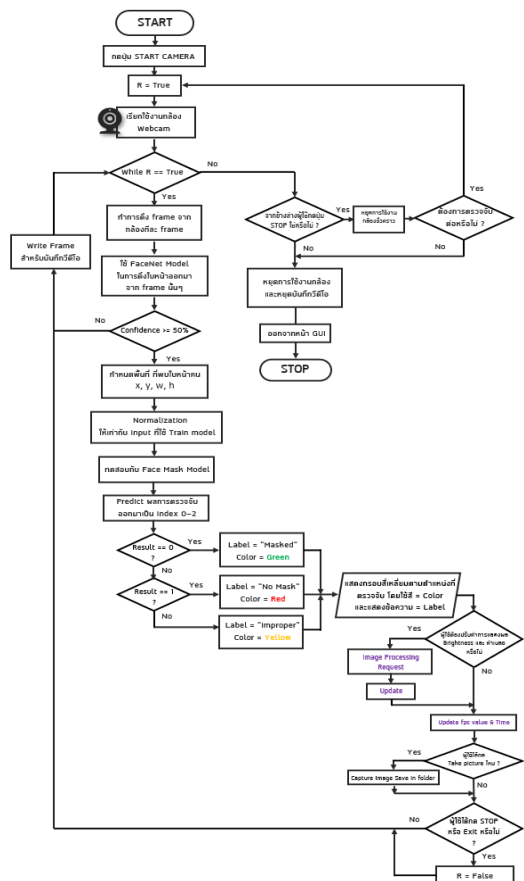 START
กดปุ่ม START CAMERA
R = True
เรียกใช้งานกล้อง
Webcam
While R == True
No
Yes
ทำการดึง frame จาก
กล้องทีละ frame
Write Frame
สำหรับบันทึกวีดีโอ
ใช้ FaceNet Model
ในการดึงใบหน้าออกมา
จาก frame นั้นๆ
No
Confidence >= 50%
Yes
กำหนดพื้นที่ ที่พบใบหน้าคน
x, y, w, h
Normalization
ให้เท่ากับ Input ที่ใช้ Train model
ทดสอบกับ Face Mask Model
Predict ผลการตรวจจับ
ออกมาเป็น Index 0-2
Result == 0
?
Yes
No
Label = "Masked"
Color = Green
Result == 1
?
Yes
No
Label = "No Mask"
Color = Red
Label = "Improper"
Color = Yellow
STOP ไม่หรือไม่ ?
Yes
No
หยุดการใช้งาน
กล้องชั่วคราว
ต้องการตรวจจับ
ต่อหรือไม่ ?
Yes
No
หยุดการใช้งานกล้อง
และหยุดบันทึกวีดีโอ
ออกจากหน้า GUI
STOP
แสดงกรอบสี่เหลี่ยมตามตำแหน่งที่
ตรวจจับ โดยใช้สี = Color
และแสดงข้อความ = Label
ผู้ใช้ต้องปรับค่าการแสดงผล
Brightness และ ค่าเบลอ
หรือไม่
Yes
No
Image Processing
Request
Update
Update fps value & Time
ผู้ใช้ได้กด
Take picture ไหม ?
Yes
No
Capture Image Save in folder
ผู้ใช้ได้กด STOP
หรือ Exit หรือไม่
?
No
Yes
R = False